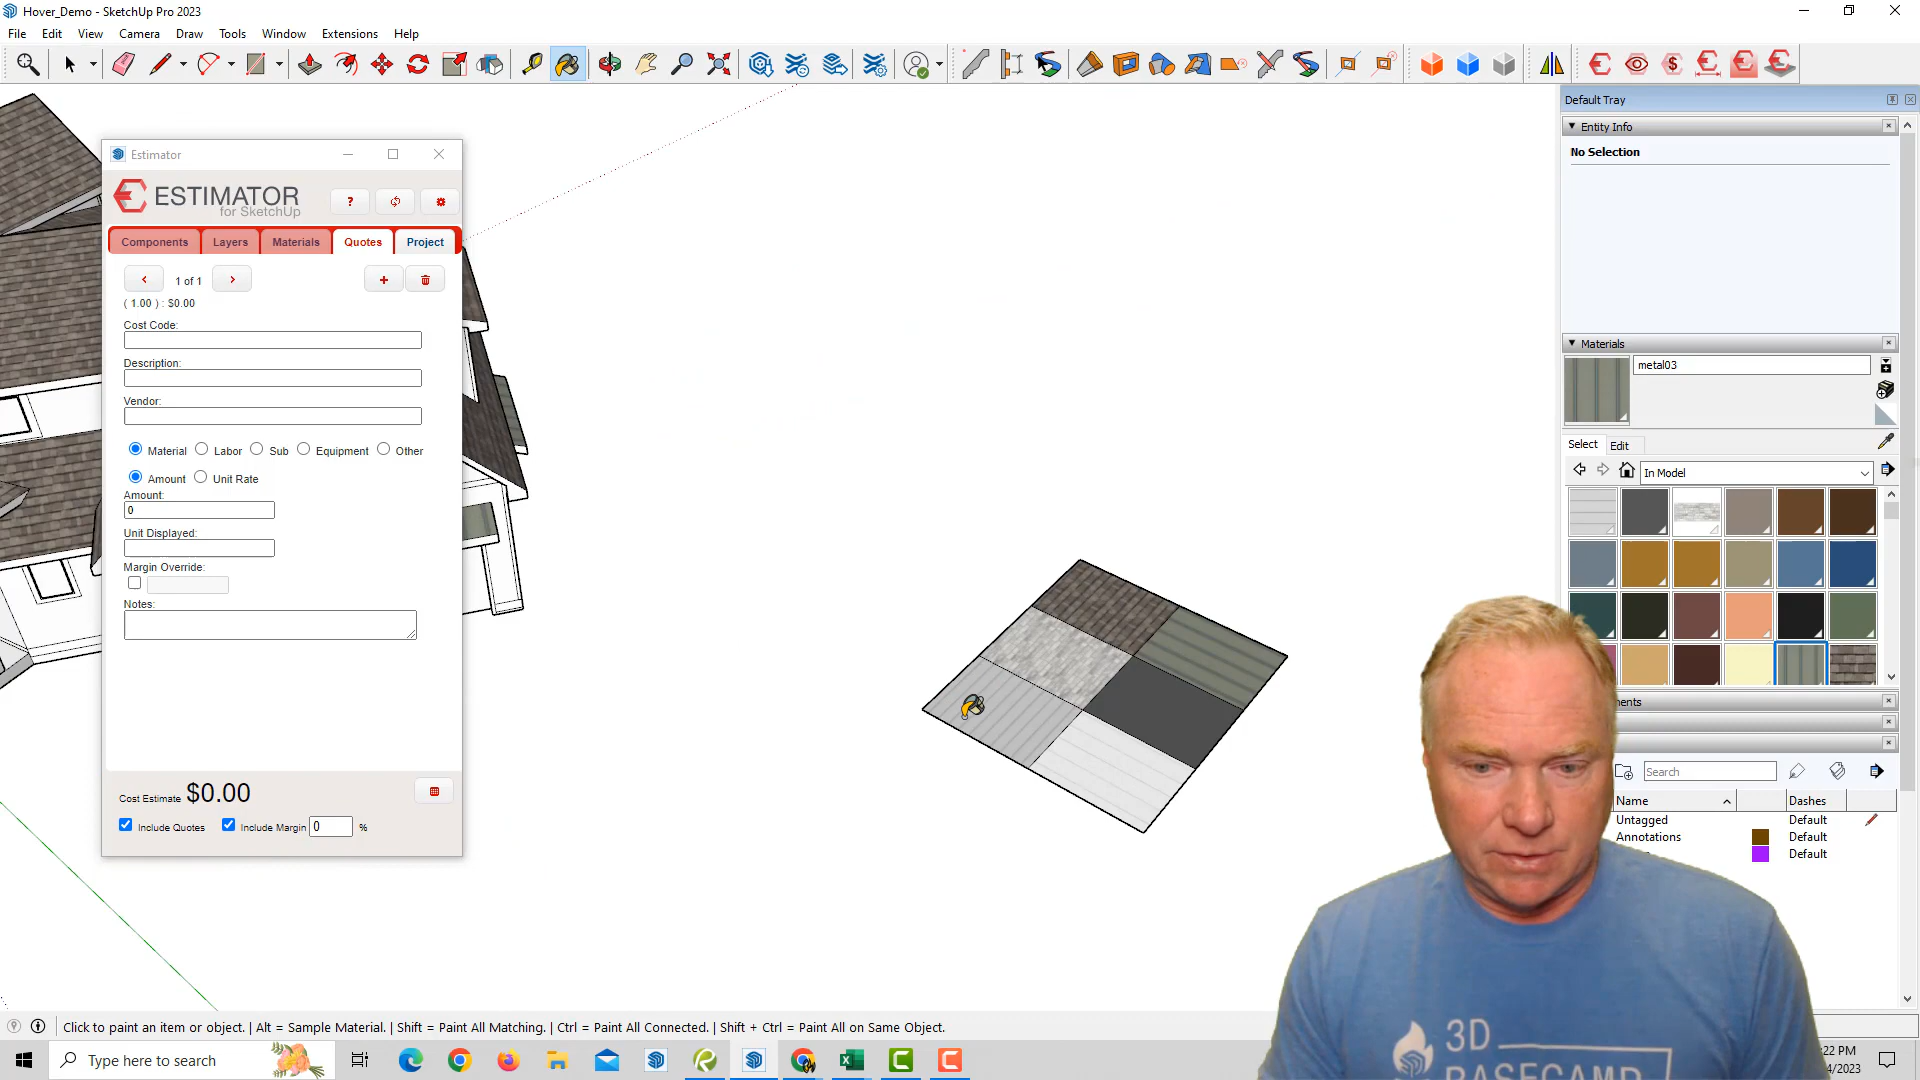 Hover_Demo - SketchUp Pro 2023
File Edit View Camera Draw Tools Window Extensions Help
Default Tray
Entity Info
No Selection
Estimator
ESTIMATOR
for SketchUp
?
Components Layers Materials Quotes Project
< 1 of 1 > +
( 1.00 ) : $0.00
Cost Code:
Description:
Vendor:
Material Labor Sub Equipment Other
Amount Unit Rate
Amount:
0
Unit Displayed:
Margin Override:
Notes:
Cost Estimate $0.00
Include Quotes Include Margin 0 %
Materials
metal03
Select Edit
In Model
Search
Name Dashes
Untagged Default
Annotations Default
Default
3D
BASECAMP
Click to paint an item or object. | Alt = Sample Material. | Shift = Paint All Matching. | Ctrl = Paint All Connected. | Shift + Ctrl = Paint All on Same Object.
Type here to search
:22 PM
4/2023